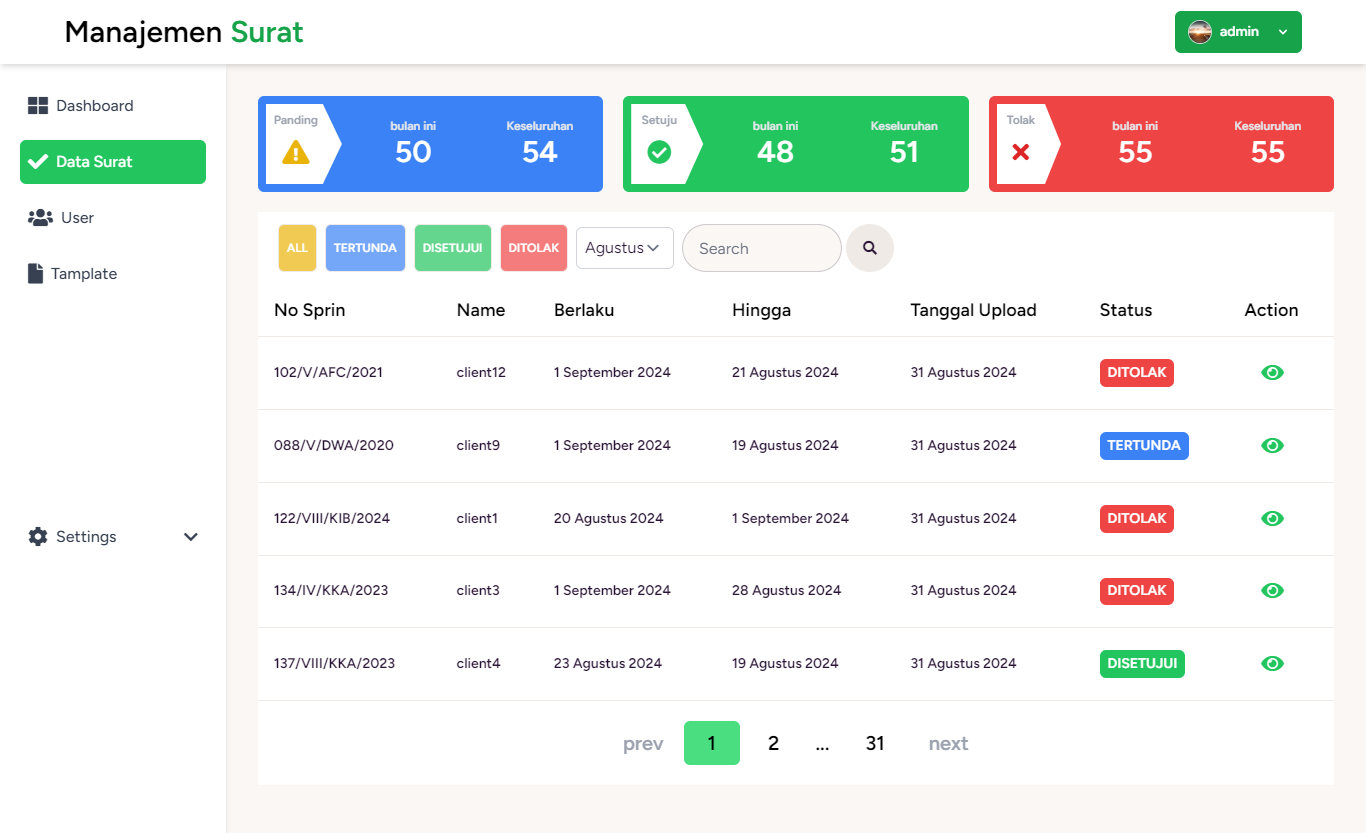 Manajemen Surat
admin
Dashboard
Data Surat
User
Tamplate
Settings
Panding
bulan ini
50
Keseluruhan
54
Setuju
bulan ini
48
Keseluruhan
51
Tolak
bulan ini
55
Keseluruhan
55
ALL TERTUNDA DISETUJUI DITOLAK Agustus Search
No Sprin Name Berlaku Hingga Tanggal Upload Status Action
102/V/AFC/2021 client12 1 September 2024 21 Agustus 2024 31 Agustus 2024 DITOLAK
088/V/DWA/2020 client9 1 September 2024 19 Agustus 2024 31 Agustus 2024 TERTUNDA
122/VIII/KIB/2024 client1 20 Agustus 2024 1 September 2024 31 Agustus 2024 DITOLAK
134/IV/KKA/2023 client3 1 September 2024 28 Agustus 2024 31 Agustus 2024 DITOLAK
137/VIII/KKA/2023 client4 23 Agustus 2024 19 Agustus 2024 31 Agustus 2024 DISETUJUI
prev 1 2 ... 31 next